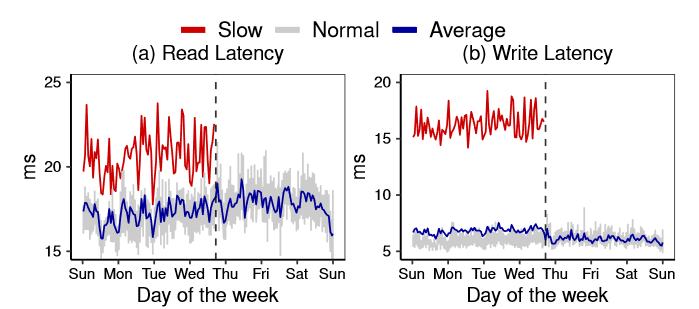 Slow Normal Average
(a) Read Latency
(b) Write Latency
25
20
15
ms
Sun Mon Tue Wed Thu Fri Sat Sun
Day of the week
20
15
10
5
ms
Sun Mon Tue Wed Thu Fri Sat Sun
Day of the week